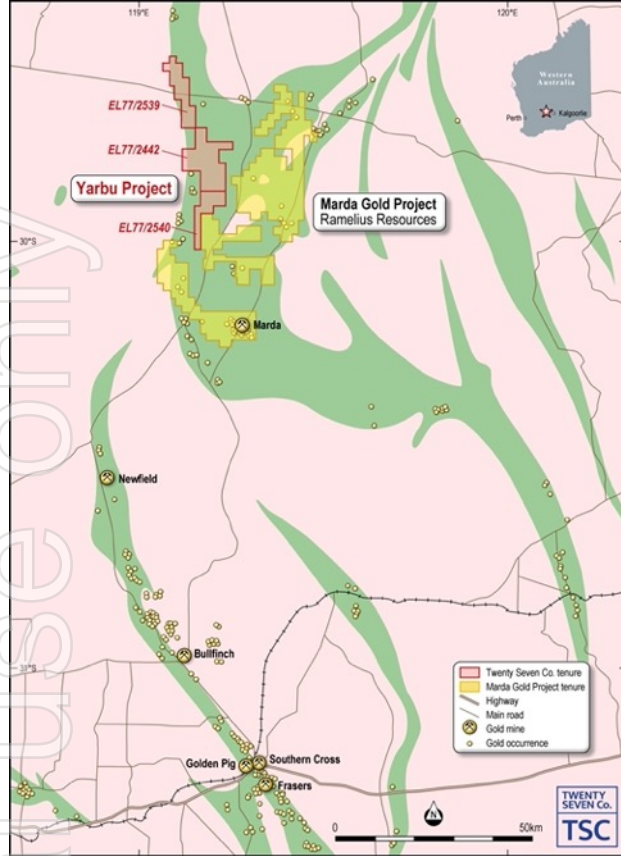 119°E
120°E
Western
Australia
Perth
Kalgoorlie
EL77/2539
EL77/2442
Yarbu Project
EL77/2540
Marda Gold Project
Ramelius Resources
30°S
Marda
Newfield
Bullfinch
31°S
Golden Pig
Southern Cross
Frasers
Twenty Seven Co. tenure
Marda Gold Project tenure
Highway
Main road
Gold mine
Gold occurrence
0
50km
N
TWENTY
SEVEN Co.
TSC
use only